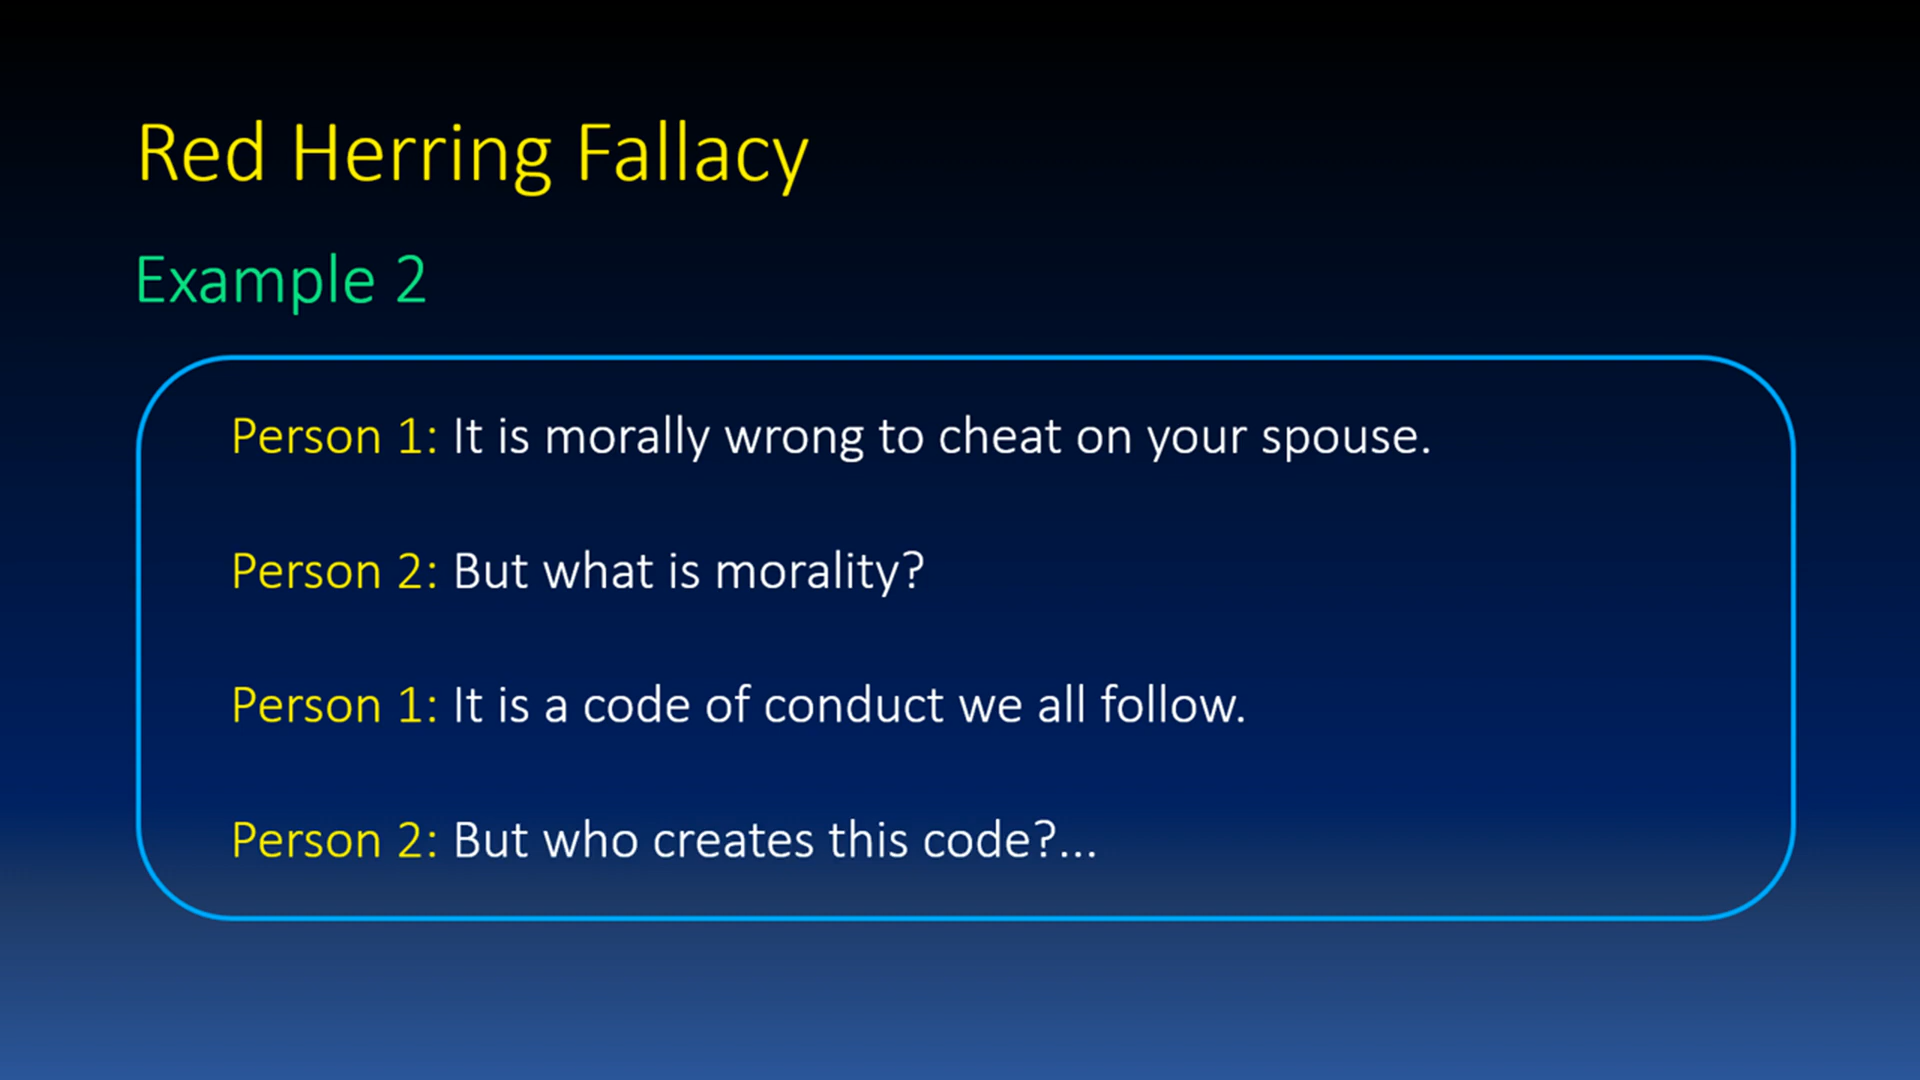 Red Herring Fallacy
Example 2
Person 1: It is morally wrong to cheat on your spouse.
Person 2: But what is morality?
Person 1: It is a code of conduct we all follow.
Person 2: But who creates this code?...